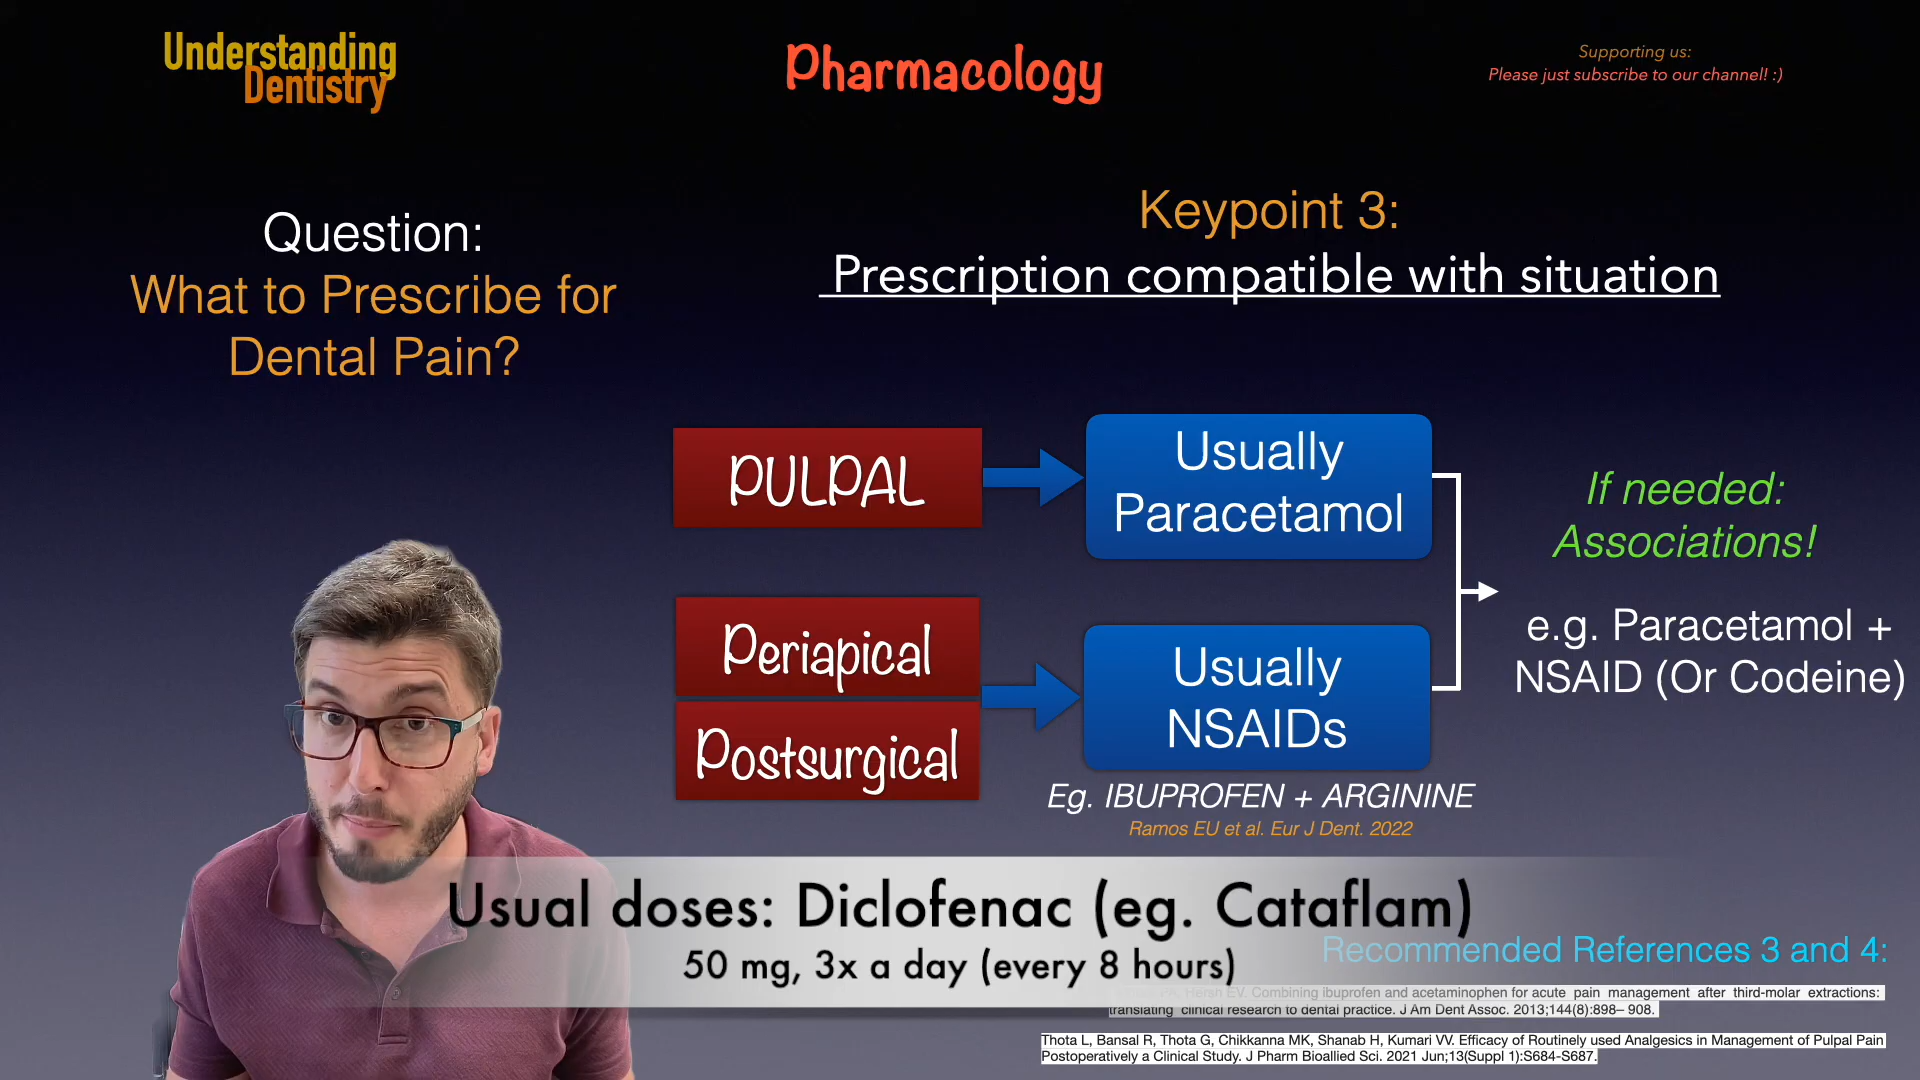 Understanding
Dentistry
Pharmacology
Supporting us:
Please just subscribe to our channel! :)
Question:
What to Prescribe for
Dental Pain?
Keypoint 3:
Prescription compatible with situation
PULPAL
Usually
Paracetamol
Periapical
Postsurgical
Usually
NSAIDs
Eg. IBUPROFEN + ARGININE
Ramos EU et al. Eur J Dent. 2022
If needed:
Associations!
e.g. Paracetamol +
NSAID (Or Codeine)
Usual doses: Diclofenac (eg. Cataflam)
50 mg, 3x a day (every 8 hours)
Recommended References 3 and 4:
Hersh EV. Combining ibuprofen and acetaminophen for acute pain management after third-molar extractions:
translating clinical research to dental practice. J Am Dent Assoc. 2013;144(8):898– 908.
Thota L, Bansal R, Thota G, Chikkanna MK, Shanab H, Kumari VV. Efficacy of Routinely used Analgesics in Management of Pulpal Pain
Postoperatively a Clinical Study. J Pharm Bioallied Sci. 2021 Jun;13(Suppl 1):S684-S687.